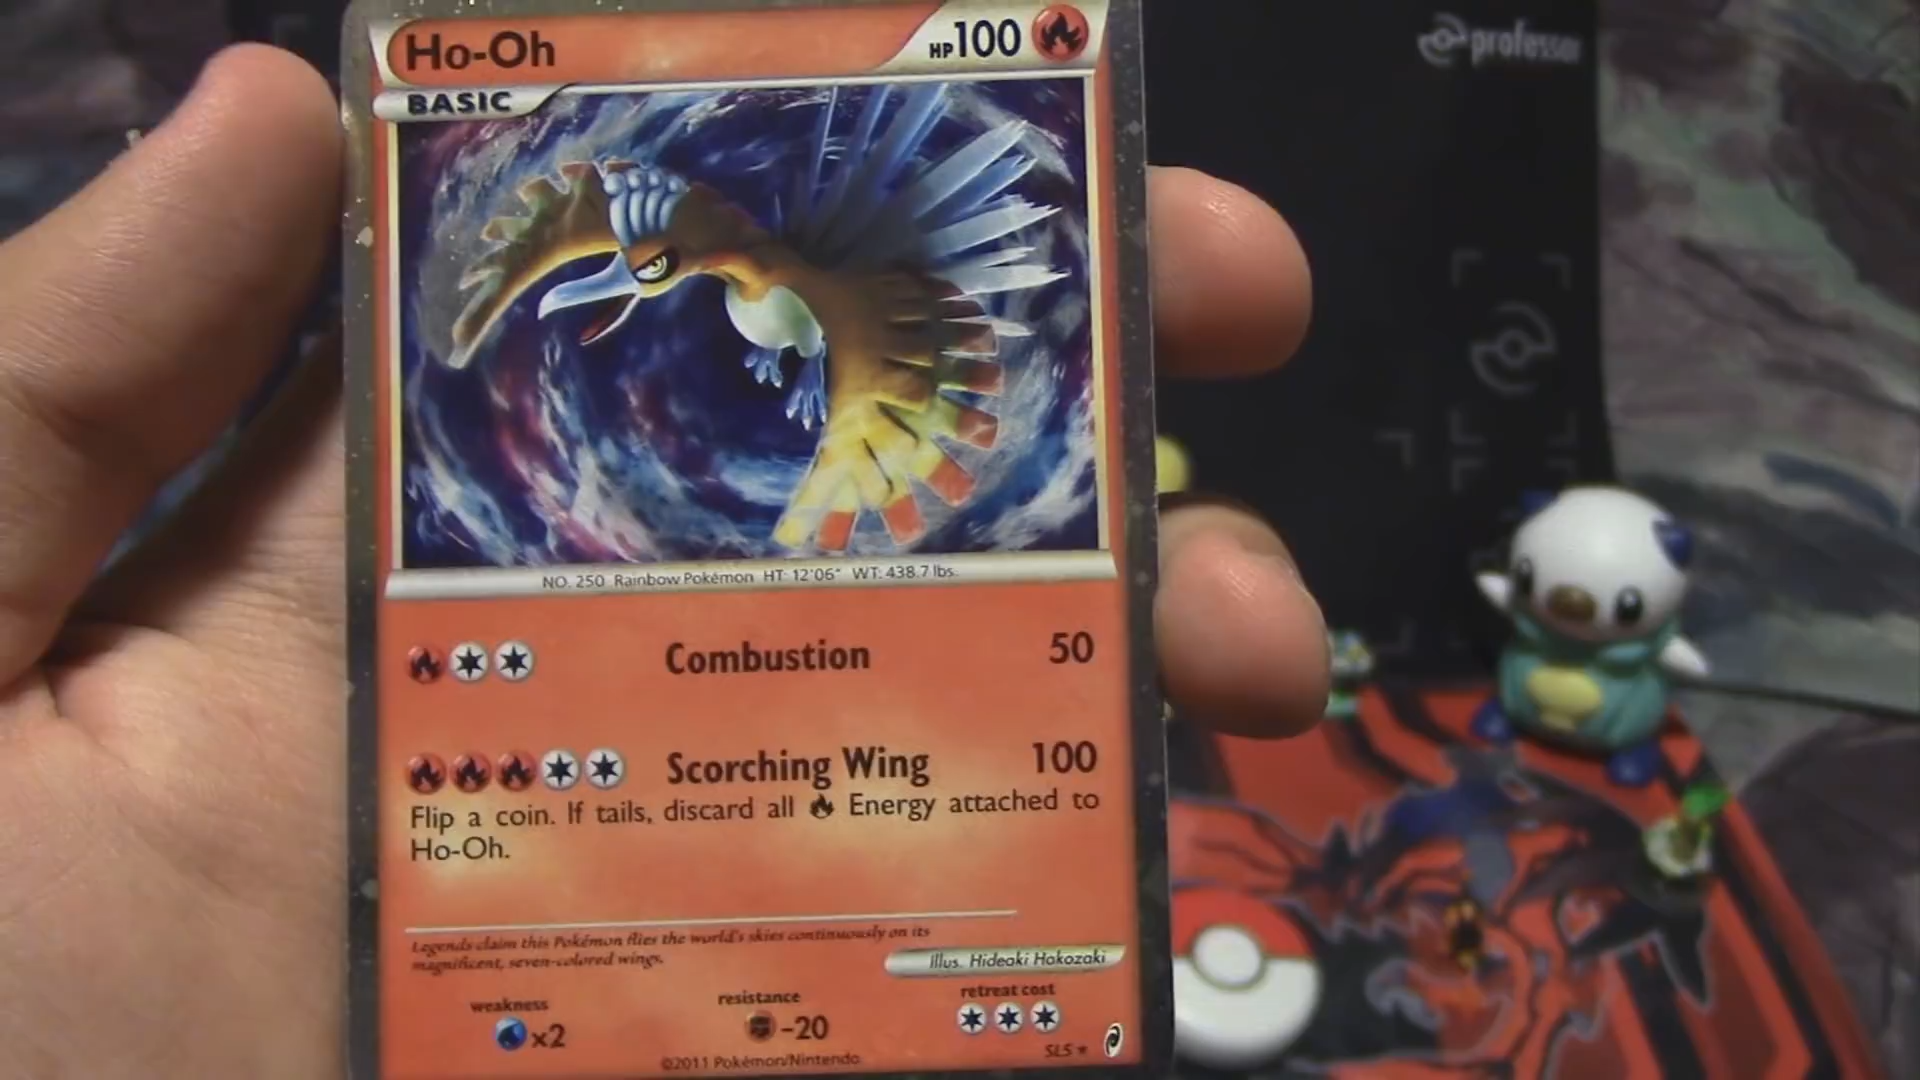 Ho-Oh
HP100
BASIC
professor
NO. 250 Rainbow Pokémon HT: 12'06" WT: 438.7 lbs.
Combustion 50
Scorching Wing 100
Flip a coin. If tails, discard all Energy attached to
Ho-Oh.
Legends claim this Pokémon flies the world's skies continuously on its
magnificent, seven-colored wings.
Illus. Hideaki Hakozaki
weakness
resistance
retreat cost
x2
-20
SL5
©2011 Pokémon/Nintendo